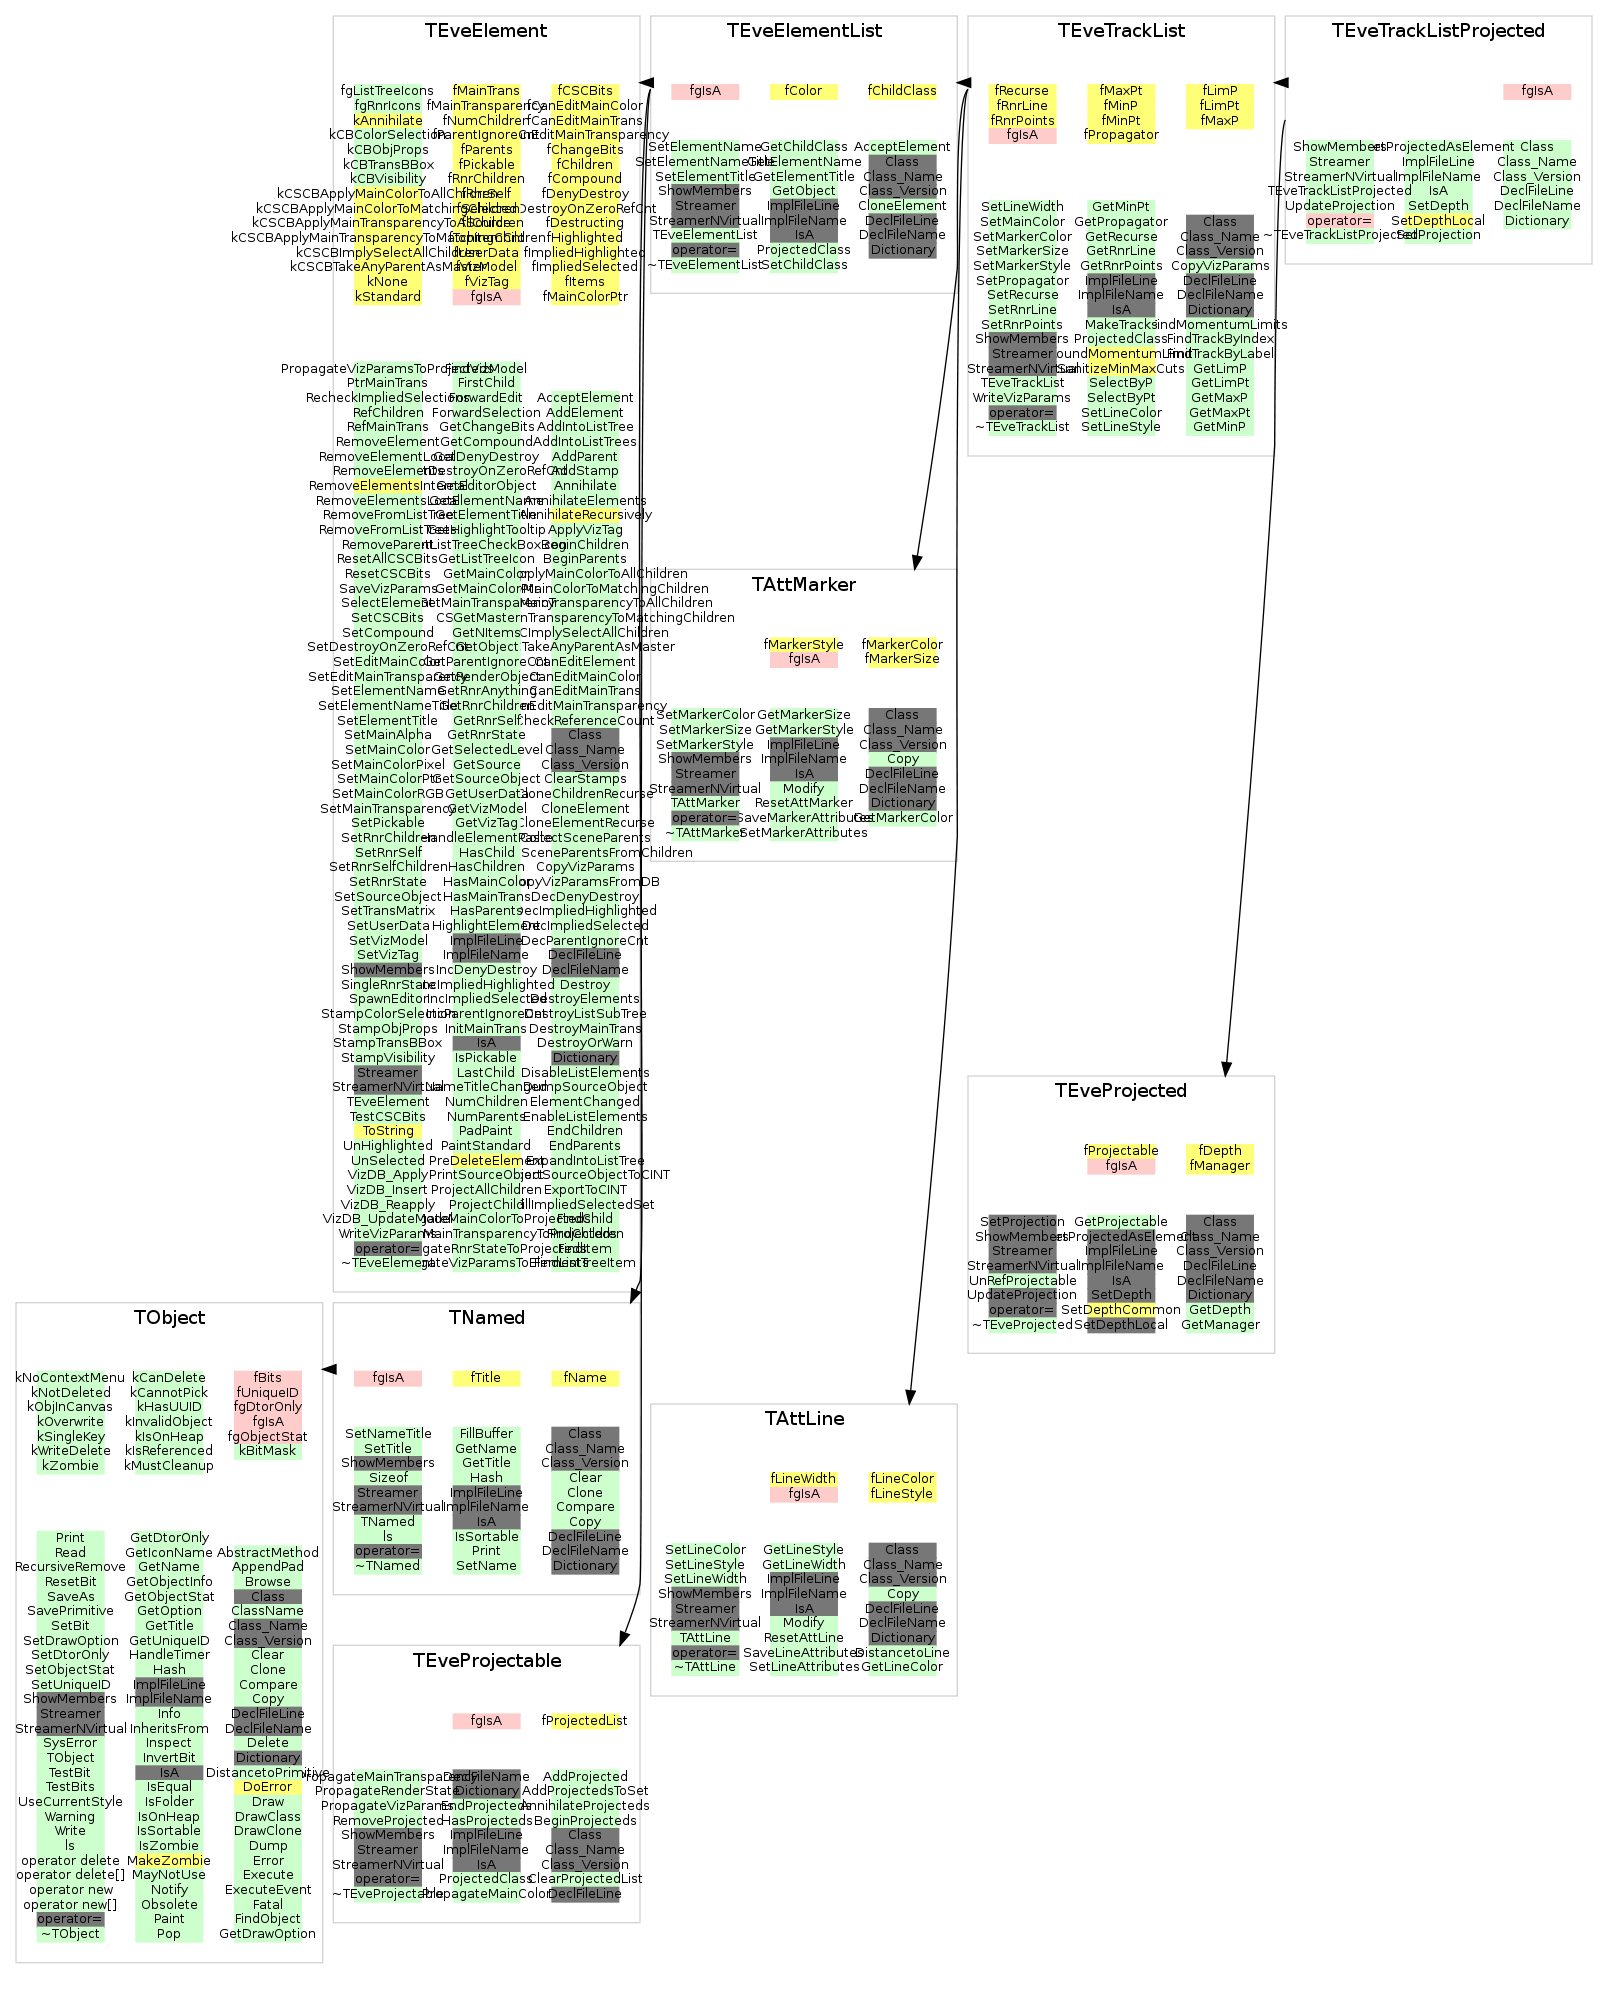 TEveElement
fgListTreeIcons
fgRnrIcons
kAnnihilate
kCBColorSelection
kCBObjProps
kCBTransBBox
kCBVisibility
kCSCBApplyMainColorToAllChildren
kCSCBApplyMainColorToMatchingChildren
kCSCBApplyMainTransparencyToAllChildren
kCSCBApplyMainTransparencyToMatchingChildren
kCSCBImplySelectAllChildren
kCSCBTakeAnyParentAsMaster
kNone
kStandard
fMainTrans
fMainTransparency
fNumChildren
fParentIgnoreCnt
fParents
fPickable
fRnrChildren
fRnrSelf
fSelected
fSource
fUserData
fVizModel
fVizTag
fgIsA
fCSCBits
fCanEditMainColor
fCanEditMainTrans
nEditMainTransparency
fChangeBits
fChildren
fCompound
fDenyDestroy
DestroyOnZeroRefCnt
fDestructing
fHighlighted
fImpliedHighlighted
fImpliedSelected
fItems
fMainColorPtr
PropagateVizParamsToProjecteds
PtrMainTrans
RecheckImpliedSelections
RefChildren
RefMainTrans
RemoveElement
RemoveElementLocal
RemoveElements
RemoveElementsInternal
RemoveElementsLocal
RemoveFromListTree
RemoveFromListTrees
RemoveParent
ResetAllCSCBits
ResetCSCBits
SaveVizParams
SelectElement
SetCSCBits
SetCompound
SetDestroyOnZeroRefCnt
SetEditMainColor
SetEditMainTransparency
SetElementName
SetElementNameTitle
SetElementTitle
SetMainAlpha
SetMainColor
SetMainColorPixel
SetMainColorPtr
SetMainColorRGB
SetMainTransparency
SetPickable
SetRnrChildren
SetRnrSelf
SetRnrSelfChildren
SetRnrState
SetSourceObject
SetTransMatrix
SetUserData
SetVizModel
SetVizTag
ShowMembers
SingleRnrState
SpawnEditor
StampColorSelection
StampObjProps
StampTransBBox
StampVisibility
Streamer
StreamerNVirtual
TEveElement
TestCSCBits
ToString
UnHighlighted
UnSelected
VizDB_Apply
VizDB_Insert
VizDB_Reapply
VizDB_UpdateModel
WriteVizParams
operator=
~TEveElement
FindVizModel
FirstChild
ForwardEdit
ForwardSelection
GetChangeBits
GetCompound
GetDenyDestroy
tDestroyOnZeroRefCnt
GetEditorObject
GetElementName
GetElementTitle
GetHighlightTooltip
tListTreeCheckBoxIcon
GetListTreeIcon
GetMainColor
GetMainColorPtr
GetMainTransparency
GetMaster
GetNItems
GetObject
GetParentIgnoreCnt
GetRenderObject
GetRnrAnything
GetRnrChildren
GetRnrSelf
GetRnrState
GetSelectedLevel
GetSource
GetSourceObject
GetUserData
GetVizModel
GetVizTag
HandleElementPaste
HasChild
HasChildren
HasMainColor
HasMainTrans
HasParents
HighlightElement
ImplFileLine
ImplFileName
IncDenyDestroy
IncImpliedHighlighted
IncImpliedSelected
IncParentIgnoreCnt
InitMainTrans
IsA
IsPickable
LastChild
NameTitleChanged
NumChildren
NumParents
PadPaint
PaintStandard
PreDeleteElement
PrintSourceObject
ProjectAllChildren
ProjectChild
gateMainColorToProjecteds
MainTransparencyToProjecteds
gateRnrStateToProjecteds
gateVizParamsToElements
AcceptElement
AddElement
AddIntoListTree
AddIntoListTrees
AddParent
AddStamp
Annihilate
AnnihilateElements
AnnihilateRecursively
ApplyVizTag
BeginChildren
BeginParents
pplyMainColorToAllChildren
MainColorToMatchingChildren
MainTransparencyToAllChildren
nTransparencyToMatchingChildren
CImplySelectAllChildren
TakeAnyParentAsMaster
CanEditElement
CanEditMainColor
CanEditMainTrans
nEditMainTransparency
CheckReferenceCount
Class
Class_Name
Class_Version
ClearStamps
CloneChildrenRecurse
CloneElement
CloneElementRecurse
CollectSceneParents
SceneParentsFromChildren
CopyVizParams
opyVizParamsFromDB
DecDenyDestroy
DecImpliedHighlighted
DecImpliedSelected
DecParentIgnoreCnt
DeclFileLine
DeclFileName
Destroy
DestroyElements
DestroyListSubTree
DestroyMainTrans
DestroyOrWarn
Dictionary
DisableListElements
DumpSourceObject
ElementChanged
EnableListElements
EndChildren
EndParents
ExpandIntoListTree
ortSourceObjectToCINT
ExportToCINT
illImpliedSelectedSet
FindChild
FindChildren
FindItem
FindListTreeItem
TEveElementList
fgIsA
fColor
fChildClass
SetElementName
SetElementNameTitle
SetElementTitle
ShowMembers
Streamer
StreamerNVirtual
TEveElementList
operator=
~TEveElementList
GetChildClass
GetElementName
GetElementTitle
GetObject
ImplFileLine
ImplFileName
IsA
ProjectedClass
SetChildClass
AcceptElement
Class
Class_Name
Class_Version
CloneElement
DeclFileLine
DeclFileName
Dictionary
TEveTrackList
fRecurse
fRnrLine
fRnrPoints
fgIsA
fMaxPt
fMinP
fMinPt
fPropagator
fLimP
fLimPt
fMaxP
SetLineWidth
SetMainColor
SetMarkerColor
SetMarkerSize
SetMarkerStyle
SetPropagator
SetRecurse
SetRnrLine
SetRnrPoints
ShowMembers
Streamer
StreamerNVirtual
TEveTrackList
WriteVizParams
operator=
~TEveTrackList
GetMinPt
GetPropagator
GetRecurse
GetRnrLine
GetRnrPoints
ImplFileLine
ImplFileName
IsA
MakeTracks
ProjectedClass
oundMomentumLimit
SanitizeMinMaxCuts
SelectByP
SelectByPt
SetLineColor
SetLineStyle
Class
Class_Name
Class_Version
CopyVizParams
DeclFileLine
DeclFileName
Dictionary
indMomentumLimits
FindTrackByIndex
FindTrackByLabel
GetLimP
GetLimPt
GetMaxP
GetMaxPt
GetMinP
TEveTrackListProjected
fgIsA
ShowMembers
Streamer
StreamerNVirtual
TEveTrackListProjected
UpdateProjection
operator=
~TEveTrackListProjected
etProjectedAsElement
ImplFileLine
ImplFileName
IsA
SetDepth
SetDepthLocal
SetProjection
Class
Class_Name
Class_Version
DeclFileLine
DeclFileName
Dictionary
TAttMarker
fMarkerStyle
fgIsA
fMarkerColor
fMarkerSize
SetMarkerColor
SetMarkerSize
SetMarkerStyle
ShowMembers
Streamer
StreamerNVirtual
TAttMarker
operator=
~TAttMarker
GetMarkerSize
GetMarkerStyle
ImplFileLine
ImplFileName
IsA
Modify
ResetAttMarker
SaveMarkerAttributes
SetMarkerAttributes
Class
Class_Name
Class_Version
Copy
DeclFileLine
DeclFileName
Dictionary
GetMarkerColor
TEveProjected
fProjectable
fgIsA
fDepth
fManager
SetProjection
ShowMembers
Streamer
StreamerNVirtual
UnRefProjectable
UpdateProjection
operator=
~TEveProjected
GetProjectable
etProjectedAsElement
ImplFileLine
ImplFileName
IsA
SetDepth
SetDepthCommon
SetDepthLocal
Class
Class_Name
Class_Version
DeclFileLine
DeclFileName
Dictionary
GetDepth
GetManager
TObject
kNoContextMenu
kNotDeleted
kObjInCanvas
kOverwrite
kSingleKey
kWriteDelete
kZombie
kCanDelete
kCannotPick
kHasUUID
kInvalidObject
kIsOnHeap
kIsReferenced
kMustCleanup
fBits
fUniqueID
fgDtorOnly
fgIsA
fgObjectStat
kBitMask
Print
Read
RecursiveRemove
ResetBit
SaveAs
SavePrimitive
SetBit
SetDrawOption
SetDtorOnly
SetObjectStat
SetUniqueID
ShowMembers
Streamer
StreamerNVirtual
SysError
TObject
TestBit
TestBits
UseCurrentStyle
Warning
Write
ls
operator delete
operator delete[]
operator new
operator new[]
operator=
~TObject
GetDtorOnly
GetIconName
GetName
GetObjectInfo
GetObjectStat
GetOption
GetTitle
GetUniqueID
HandleTimer
Hash
ImplFileLine
ImplFileName
Info
InheritsFrom
Inspect
InvertBit
IsA
IsEqual
IsFolder
IsOnHeap
IsSortable
IsZombie
MakeZombie
MayNotUse
Notify
Obsolete
Paint
Pop
AbstractMethod
AppendPad
Browse
Class
ClassName
Class_Name
Class_Version
Clear
Clone
Compare
Copy
DeclFileLine
DeclFileName
Delete
Dictionary
DistancetoPrimitive
DoError
Draw
DrawClass
DrawClone
Dump
Error
Execute
ExecuteEvent
Fatal
FindObject
GetDrawOption
TNamed
fgIsA
fTitle
fName
SetNameTitle
SetTitle
ShowMembers
Sizeof
Streamer
StreamerNVirtual
TNamed
ls
operator=
~TNamed
FillBuffer
GetName
GetTitle
Hash
ImplFileLine
ImplFileName
IsA
IsSortable
Print
SetName
Class
Class_Name
Class_Version
Clear
Clone
Compare
Copy
DeclFileLine
DeclFileName
Dictionary
TAttLine
fLineWidth
fgIsA
fLineColor
fLineStyle
SetLineColor
SetLineStyle
SetLineWidth
ShowMembers
Streamer
StreamerNVirtual
TAttLine
operator=
~TAttLine
GetLineStyle
GetLineWidth
ImplFileLine
ImplFileName
IsA
Modify
ResetAttLine
SaveLineAttributes
SetLineAttributes
Class
Class_Name
Class_Version
Copy
DeclFileLine
DeclFileName
Dictionary
DistancetoLine
GetLineColor
TEveProjectable
fgIsA
fProjectedList
PropagateMainTransparency
PropagateRenderState
PropagateVizParams
RemoveProjected
ShowMembers
Streamer
StreamerNVirtual
operator=
~TEveProjectable
DeclFileName
Dictionary
EndProjecteds
HasProjecteds
ImplFileLine
ImplFileName
IsA
ProjectedClass
PropagateMainColor
AddProjected
AddProjectedsToSet
AnnihilateProjecteds
BeginProjecteds
Class
Class_Name
Class_Version
ClearProjectedList
DeclFileLine